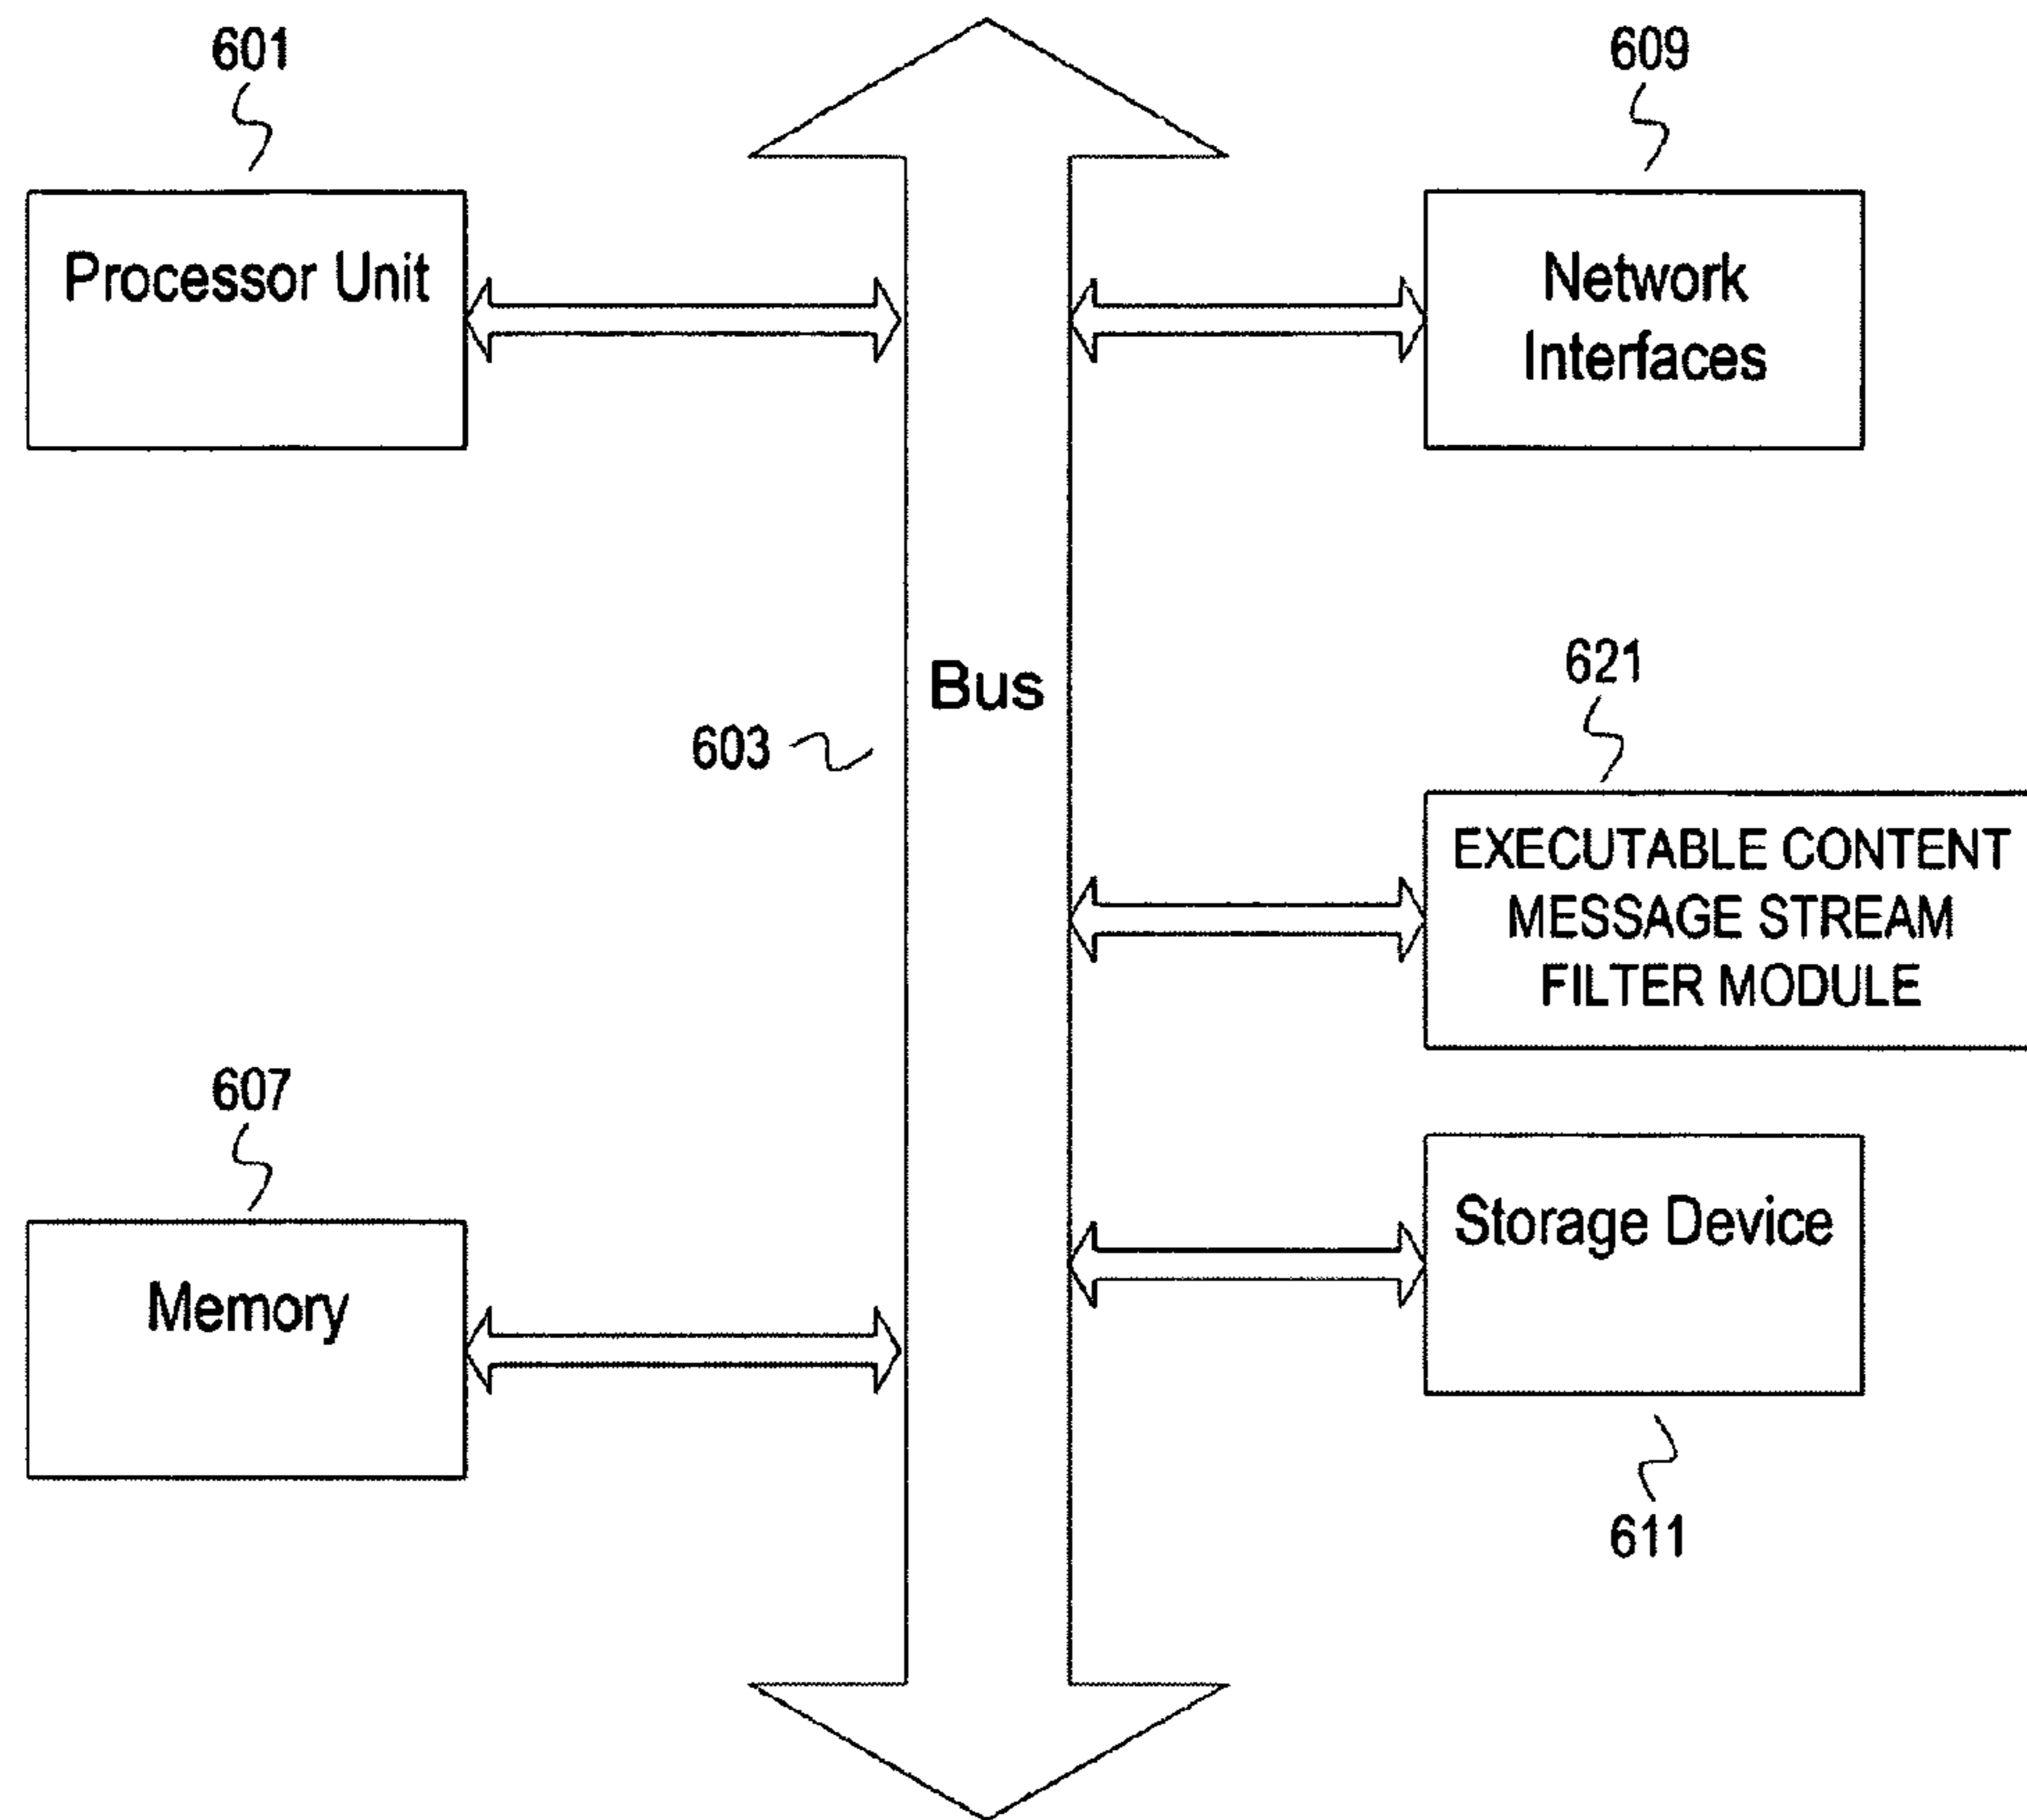 601
Processor Unit
609
Network
Interfaces
Bus
603
621
EXECUTABLE CONTENT
MESSAGE STREAM
FILTER MODULE
607
Memory
Storage Device
611